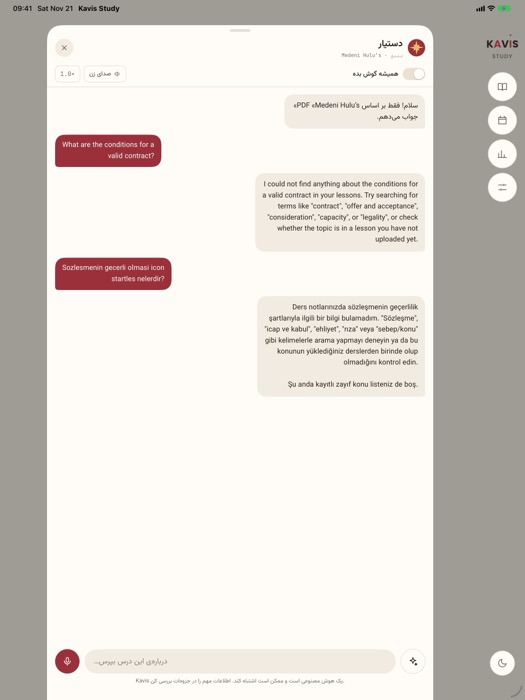 09:41 Sat Nov 21 Kavis Study
KAVIS
STUDY
دستیار
منبع · Medeni Hulu's
همیشه گوش بده
صدای زن
1.0×
سلام! فقط بر اساس PDF «Medeni Hulu's»
جواب می‌دهم.
What are the conditions for a
valid contract?
I could not find anything about the conditions for
a valid contract in your lessons. Try searching for
terms like "contract", "offer and acceptance",
"consideration", "capacity", or "legality", or check
whether the topic is in a lesson you have not
uploaded yet.
Sozlesmenin gecerli olmasi icon
startles nelerdir?
Ders notlarınızda sözleşmenin geçerlilik
şartlarıyla ilgili bir bilgi bulamadım. "Sözleşme",
"icap ve kabul", "ehliyet", "rıza" veya "sebep/konu"
gibi kelimelerle arama yapmayı deneyin ya da bu
konunun yüklediğiniz derslerden birinde olup
olmadığını kontrol edin.
Şu anda kayıtlı zayıf konu listeniz de boş.
درباره‌ی این درس بپرس...
Kavis یک هوش مصنوعی است و ممکن است اشتباه کند. اطلاعات مهم را در جزوه‌ات بررسی کن.